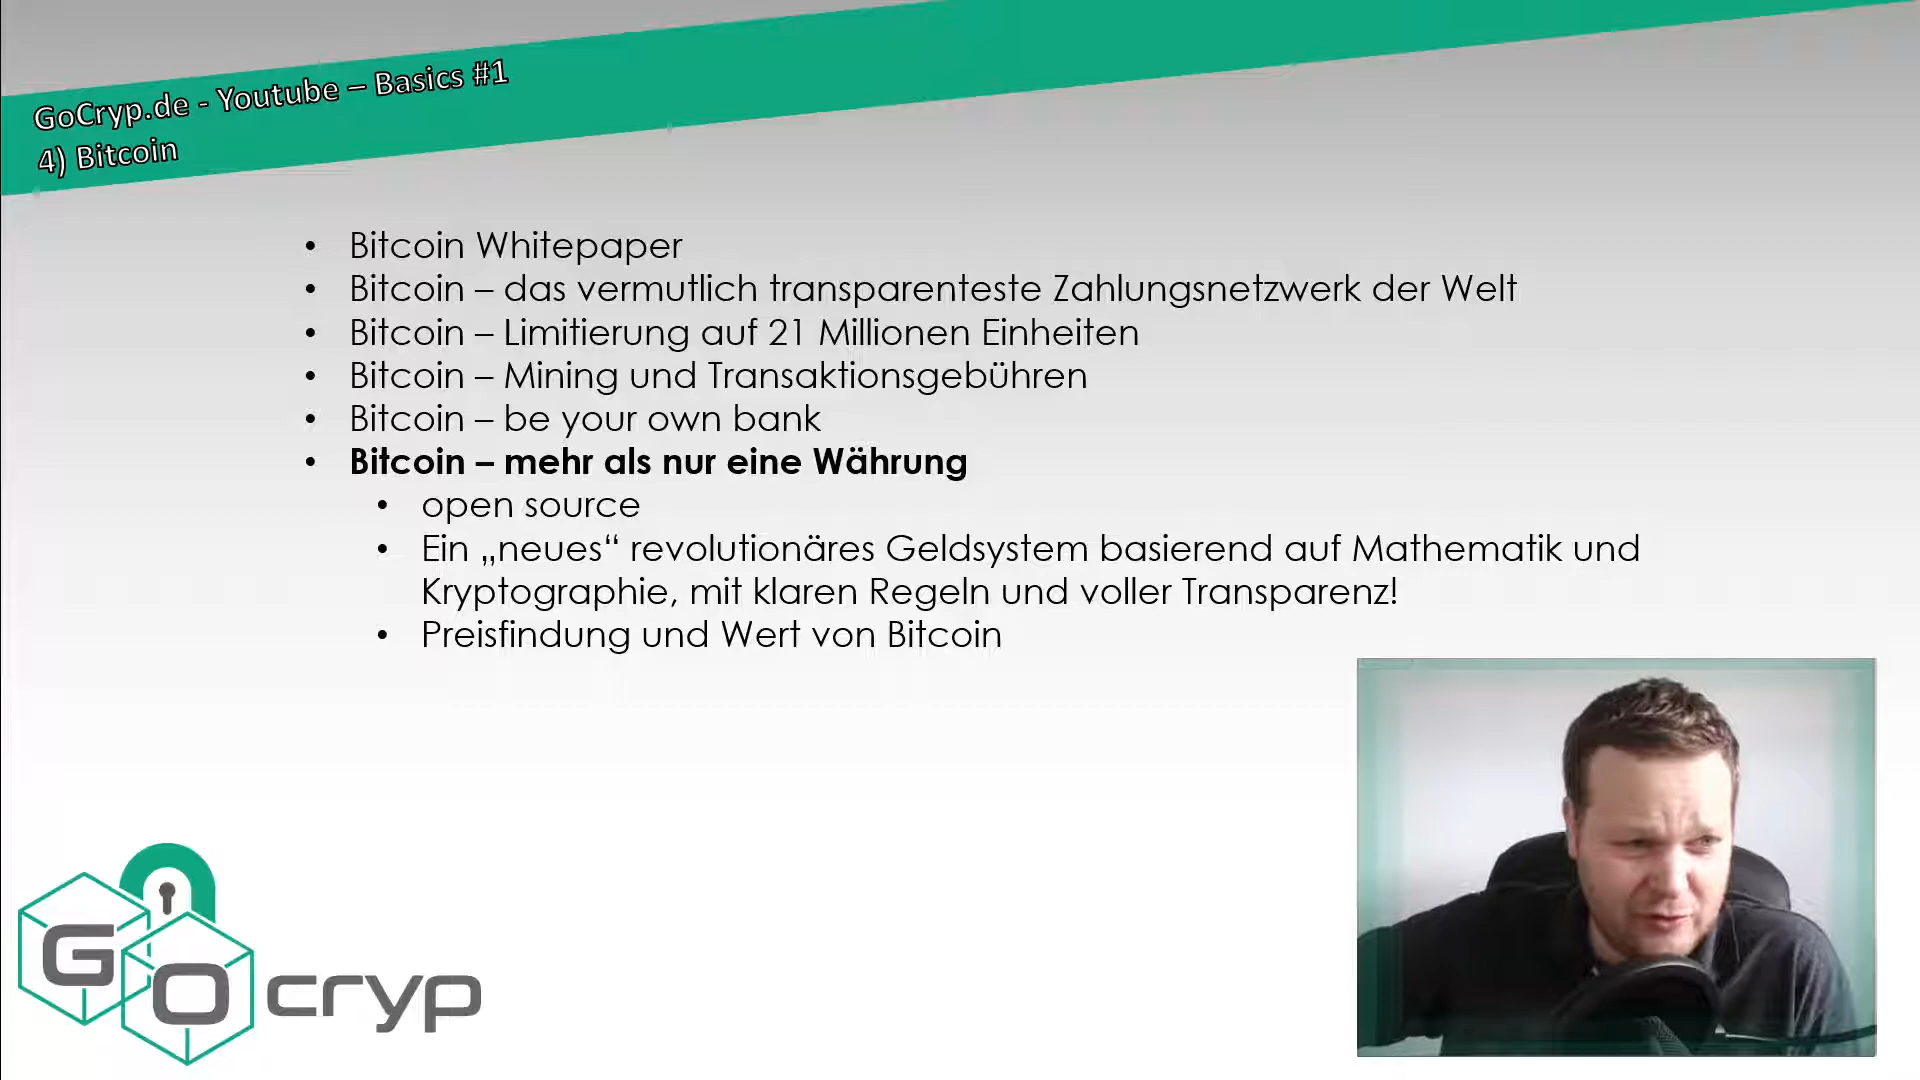 GoCryp.de - Youtube – Basics #1
4) Bitcoin
• Bitcoin Whitepaper
• Bitcoin – das vermutlich transparenteste Zahlungsnetzwerk der Welt
• Bitcoin – Limitierung auf 21 Millionen Einheiten
• Bitcoin – Mining und Transaktionsgebühren
• Bitcoin – be your own bank
• Bitcoin – mehr als nur eine Währung
• open source
• Ein „neues“ revolutionäres Geldsystem basierend auf Mathematik und
Kryptographie, mit klaren Regeln und voller Transparenz!
• Preisfindung und Wert von Bitcoin
GO cryp